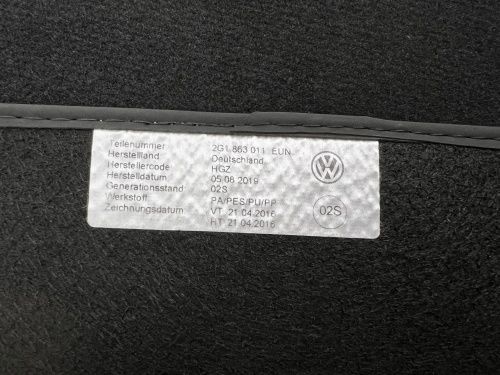 Teilenummer 2G1 863 011 EUN
Herstelland Deutschland
Herstellercode HGZ
Herstelldatum 05.08.2019
Generationsstand 02S
Werkstoff PA/PES/PU/PP
Zeichnungsdatum VT 21.04.2016
RT 21.04.2016
02S